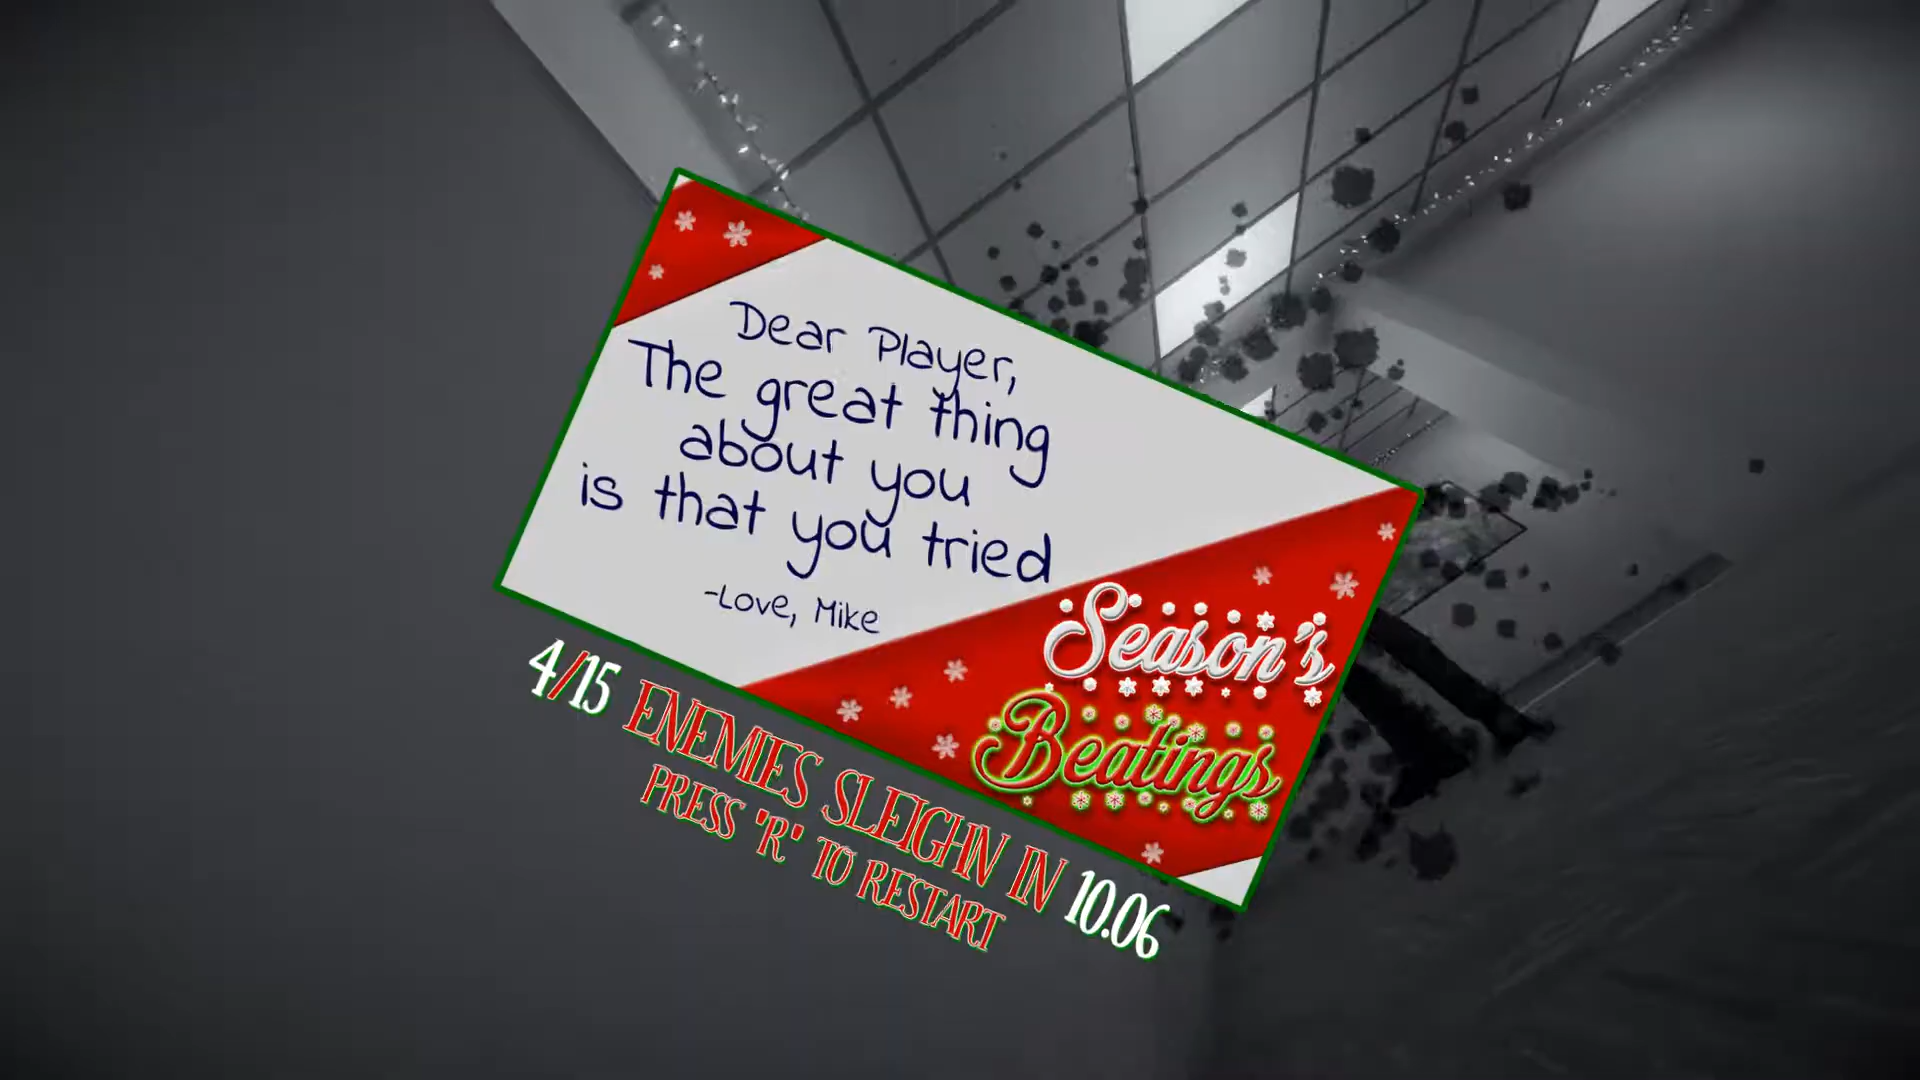 Dear Player,
The great thing
about you
is that you tried
-Love, Mike
Season's
Beatings
4/15 ENEMIES SLEIGHN IN 10.06
PRESS "R" TO RESTART